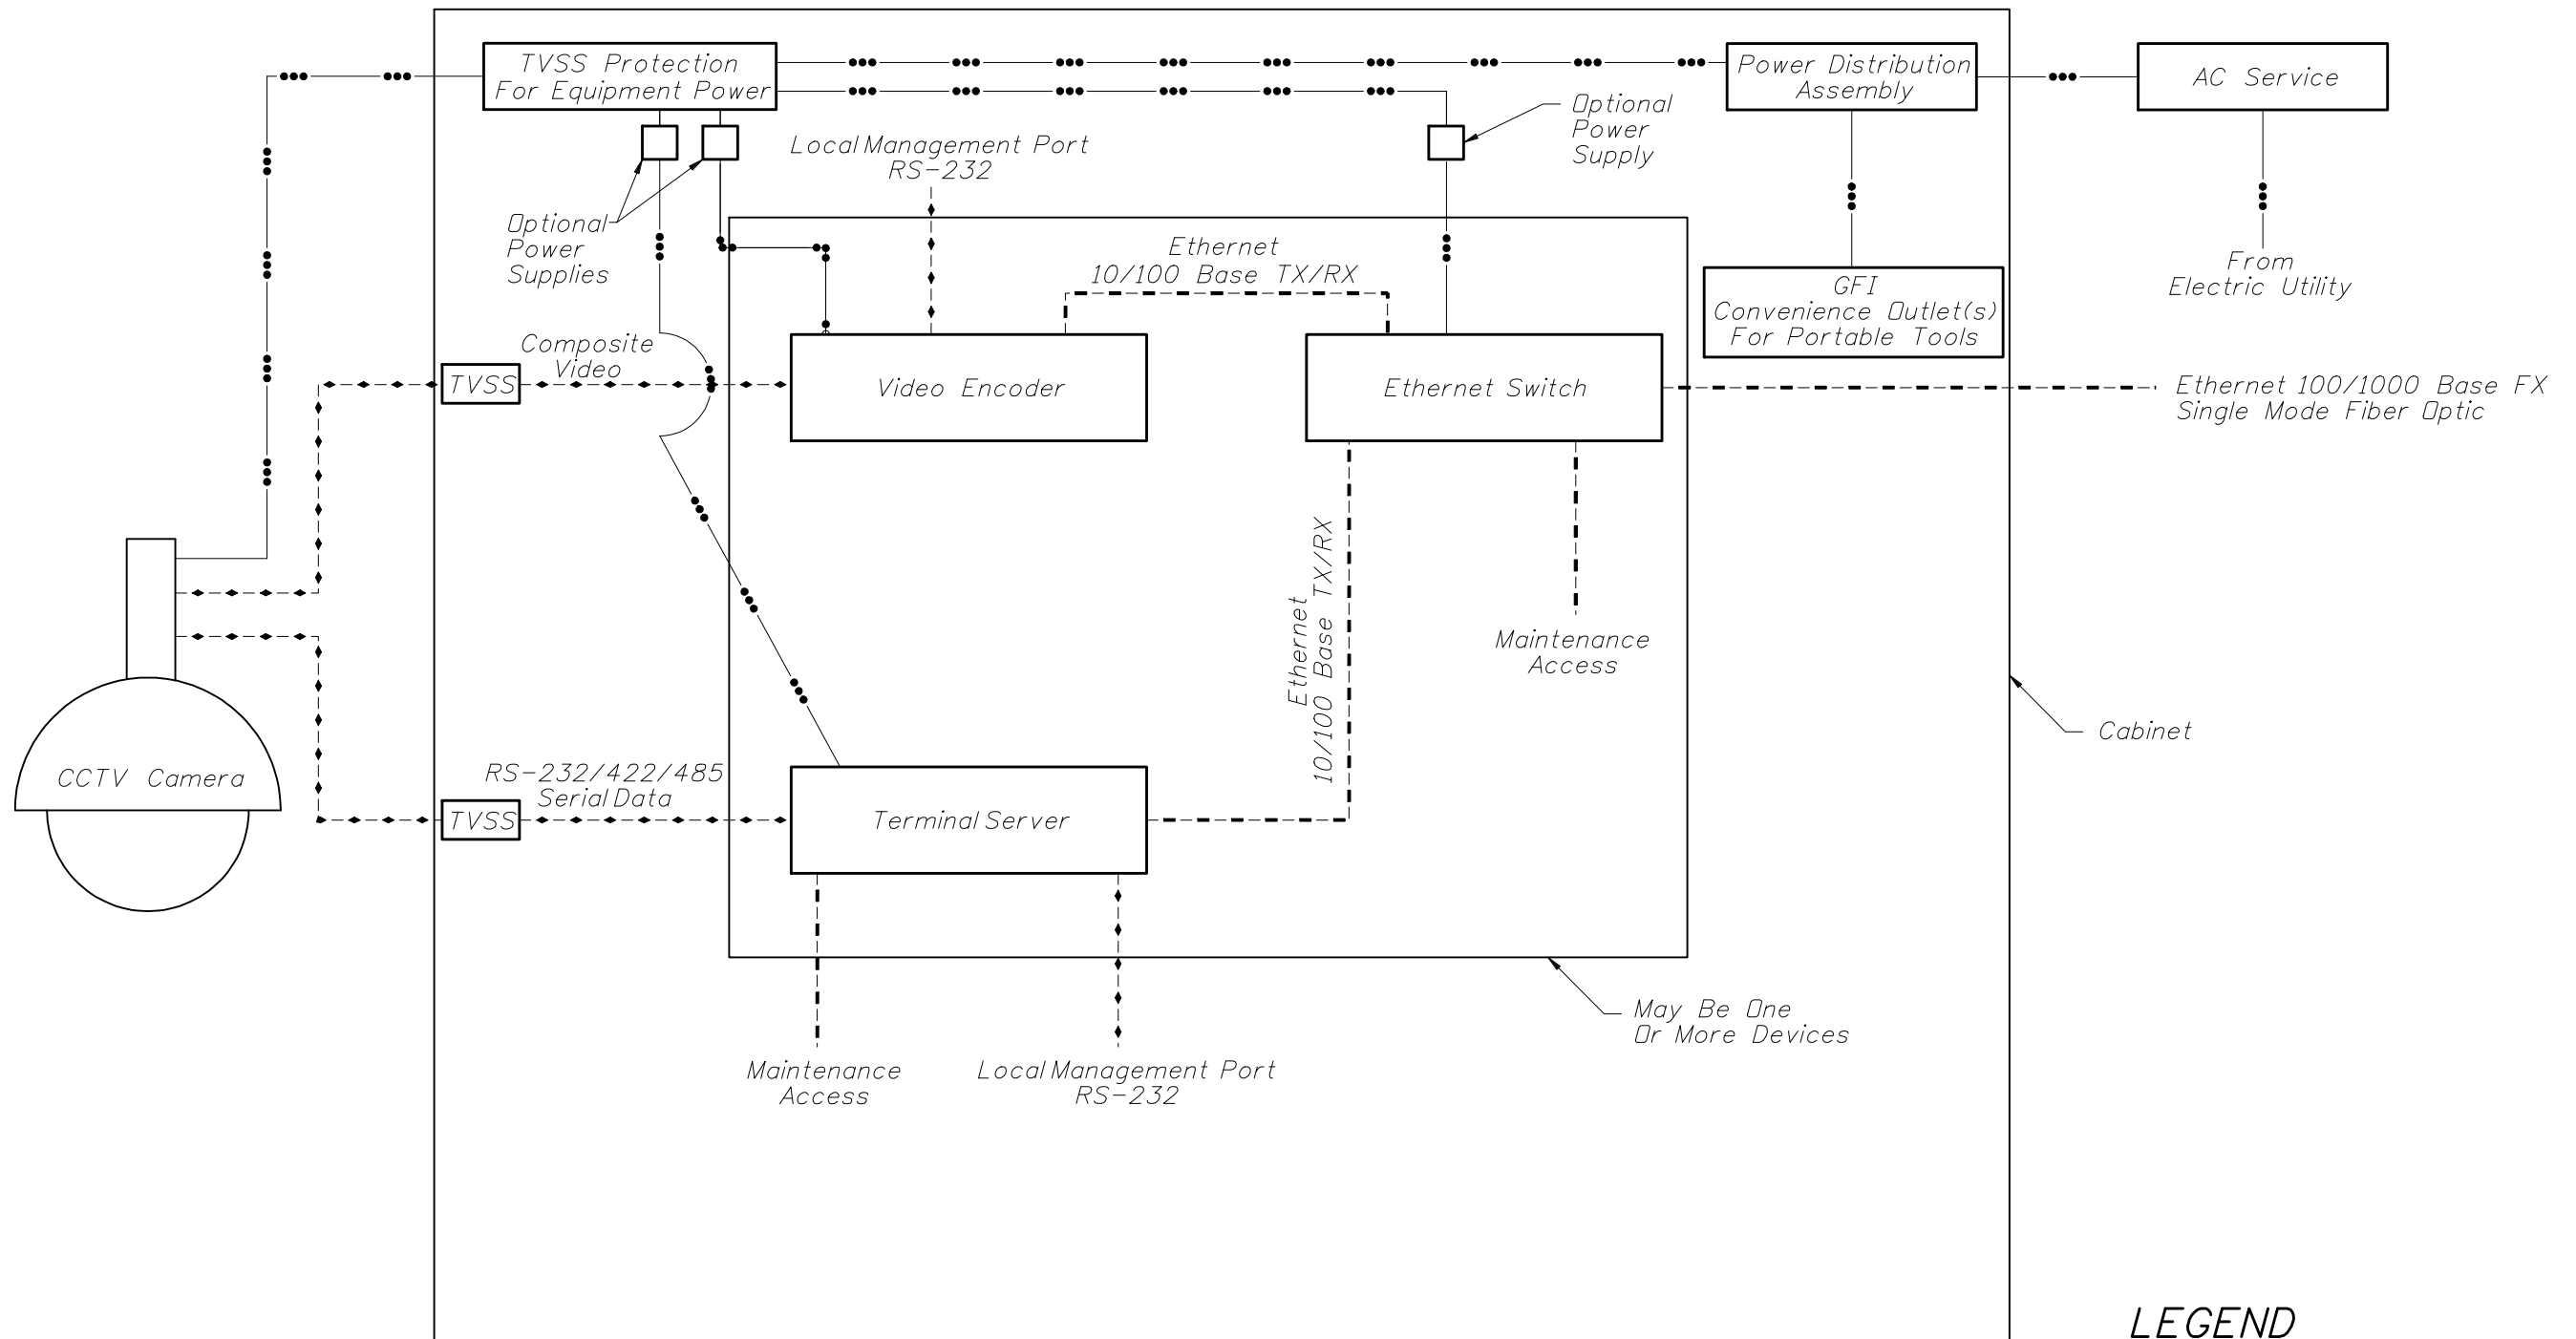 TVSS Protection
For Equipment Power
Power Distribution
Assembly
AC Service
Optional
Power
Supply
Local Management Port
RS-232
Optional
Power
Supplies
Ethernet
10/100 Base TX/RX
From
Electric Utility
GFI
Convenience Outlet(s)
For Portable Tools
Composite
Video
TVSS
Video Encoder
Ethernet Switch
Ethernet 100/1000 Base FX
Single Mode Fiber Optic
Ethernet
10/100 Base TX/RX
Maintenance
Access
Cabinet
CCTV Camera
RS-232/422/485
Serial Data
TVSS
Terminal Server
May Be One
Or More Devices
Maintenance
Access
Local Management Port
RS-232
LEGEND